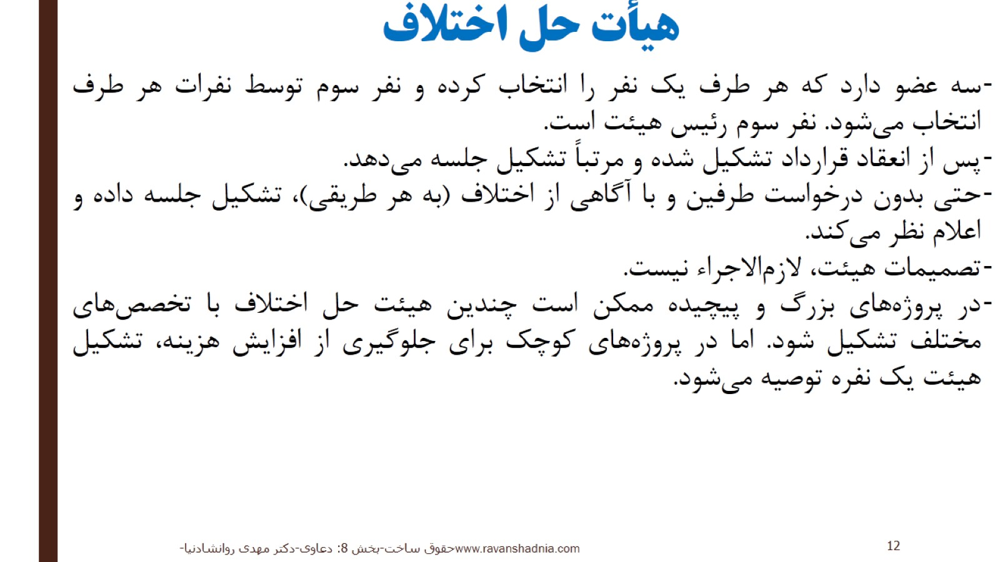 هیأت حل اختلاف
-سه عضو دارد که هر طرف یک نفر را انتخاب کرده و نفر سوم توسط نفرات هر طرف
انتخاب می‌شود. نفر سوم رئیس هیئت است.
-پس از انعقاد قرارداد تشکیل شده و مرتباً تشکیل جلسه می‌دهد.
-حتی بدون درخواست طرفین و با آگاهی از اختلاف (به هر طریقی)، تشکیل جلسه داده و
اعلام نظر می‌کند.
-تصمیمات هیئت، لازم‌الاجراء نیست.
-در پروژه‌های بزرگ و پیچیده ممکن است چندین هیئت حل اختلاف با تخصص‌های
مختلف تشکیل شود. اما در پروژه‌های کوچک برای جلوگیری از افزایش هزینه، تشکیل
هیئت یک نفره توصیه می‌شود.
حقوق ساخت-بخش 8: دعاوی-دکتر مهدی روانشادنیا-www.ravanshadnia.com
12